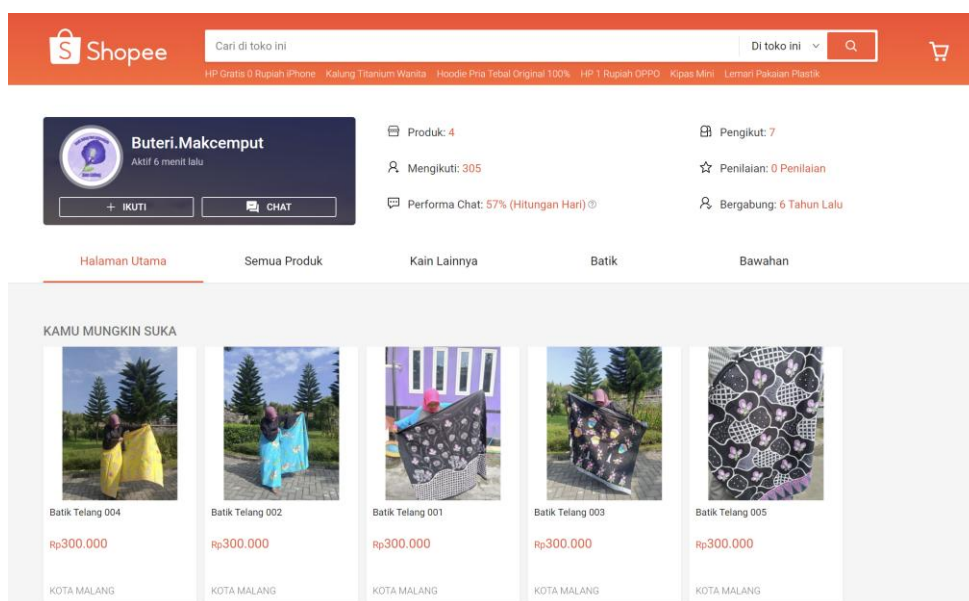 Shopee
Cari di toko ini
Di toko ini
HP Gratis 0 Rupiah iPhone Kalung Titanium Wanita Hoodie Pria Tebal Original 100% HP 1 Rupiah OPPO Kipas Mini Lemari Pakaian Plastik
Buteri.Makcemput
Aktif 6 menit lalu
+ IKUTI
CHAT
Produk: 4
Pengikut: 7
Mengikuti: 305
Penilaian: 0 Penilaian
Performa Chat: 57% (Hitungan Hari)
Bergabung: 6 Tahun Lalu
Halaman Utama Semua Produk Kain Lainnya Batik Bawahan
KAMU MUNGKIN SUKA
Batik Telang 004 Batik Telang 002 Batik Telang 001 Batik Telang 003 Batik Telang 005
Rp300.000 Rp300.000 Rp300.000 Rp300.000 Rp300.000
KOTA MALANG KOTA MALANG KOTA MALANG KOTA MALANG KOTA MALANG